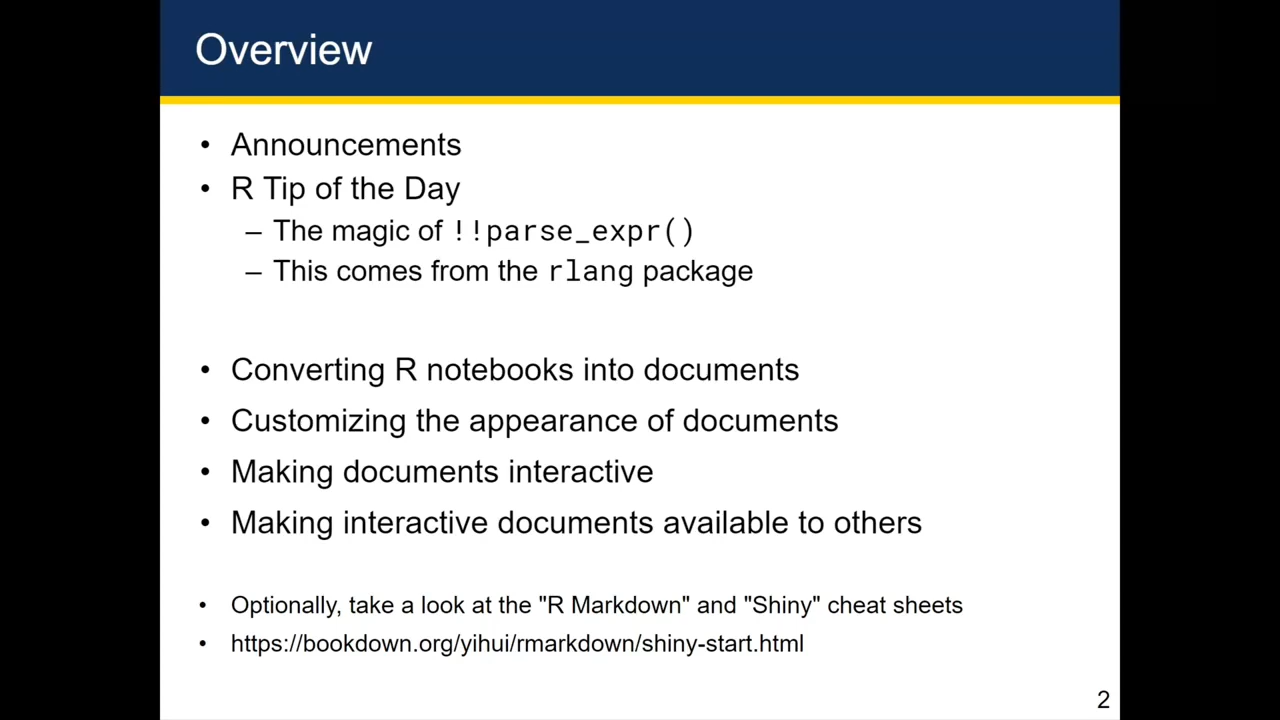 Overview
• Announcements
• R Tip of the Day
– The magic of !!parse_expr()
– This comes from the rlang package
• Converting R notebooks into documents
• Customizing the appearance of documents
• Making documents interactive
• Making interactive documents available to others
• Optionally, take a look at the "R Markdown" and "Shiny" cheat sheets
• https://bookdown.org/yihui/rmarkdown/shiny-start.html
2